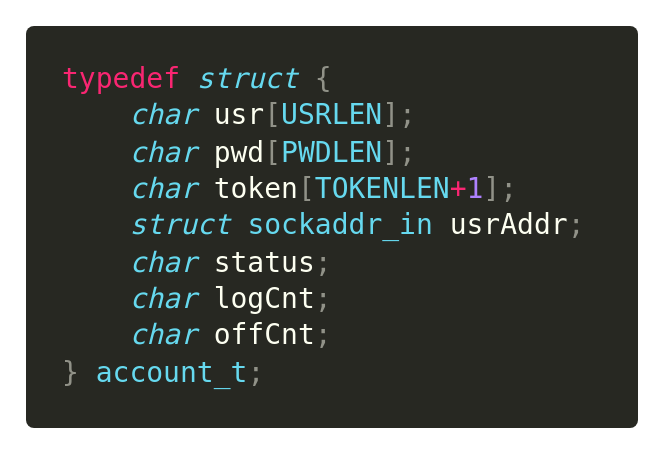 typedef struct {
    char usr[USRLEN];
    char pwd[PWDLEN];
    char token[TOKENLEN+1];
    struct sockaddr_in usrAddr;
    char status;
    char logCnt;
    char offCnt;
} account_t;